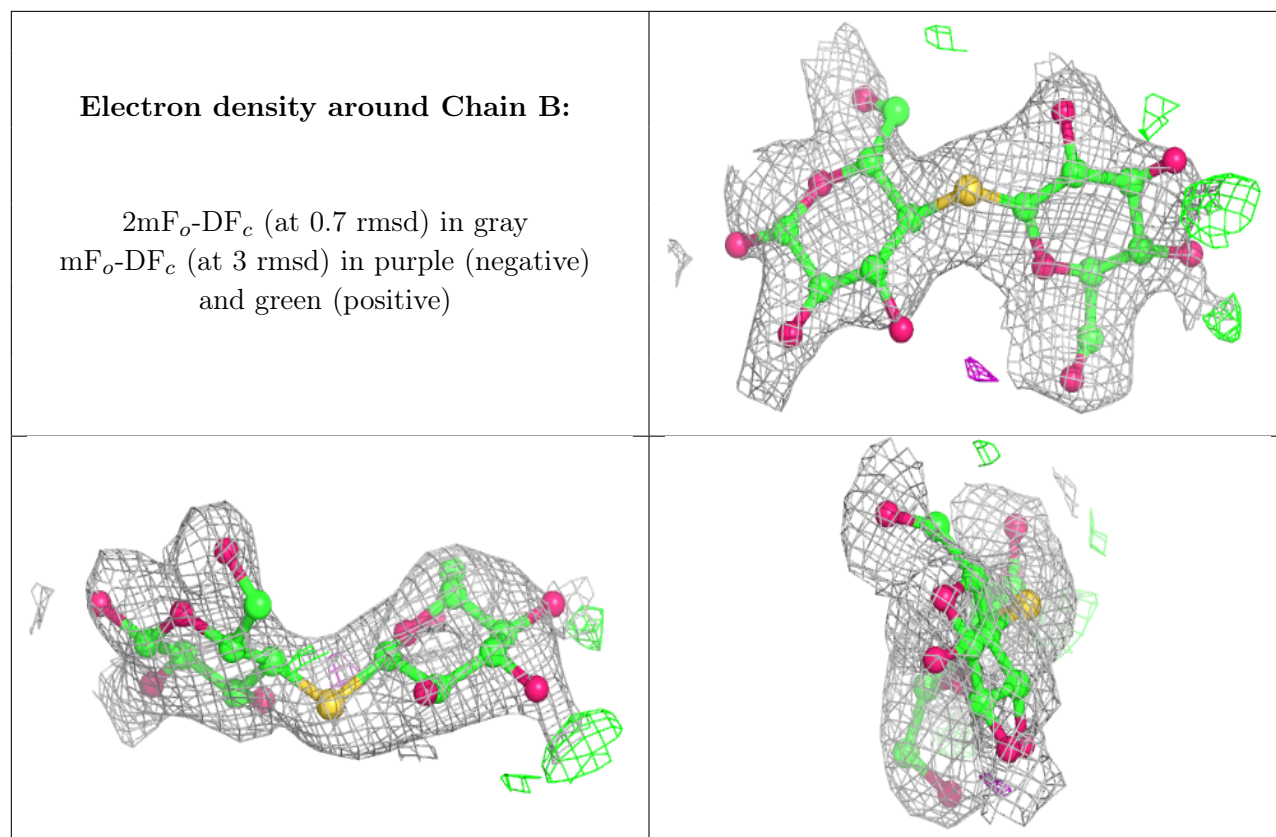 Electron density around Chain B:
2mFo-DFc (at 0.7 rmsd) in gray
mFo-DFc (at 3 rmsd) in purple (negative)
and green (positive)